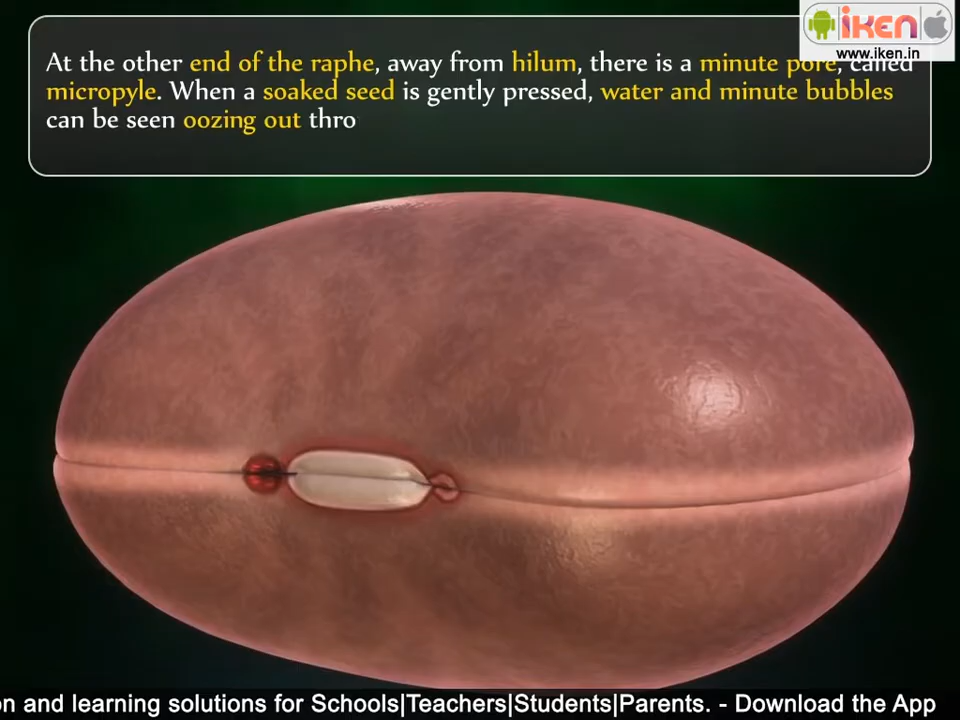 iken
www.iken.in
At the other end of the raphe, away from hilum, there is a minute pore, called
micropyle. When a soaked seed is gently pressed, water and minute bubbles
can be seen oozing out thro
on and learning solutions for Schools|Teachers|Students|Parents. - Download the App